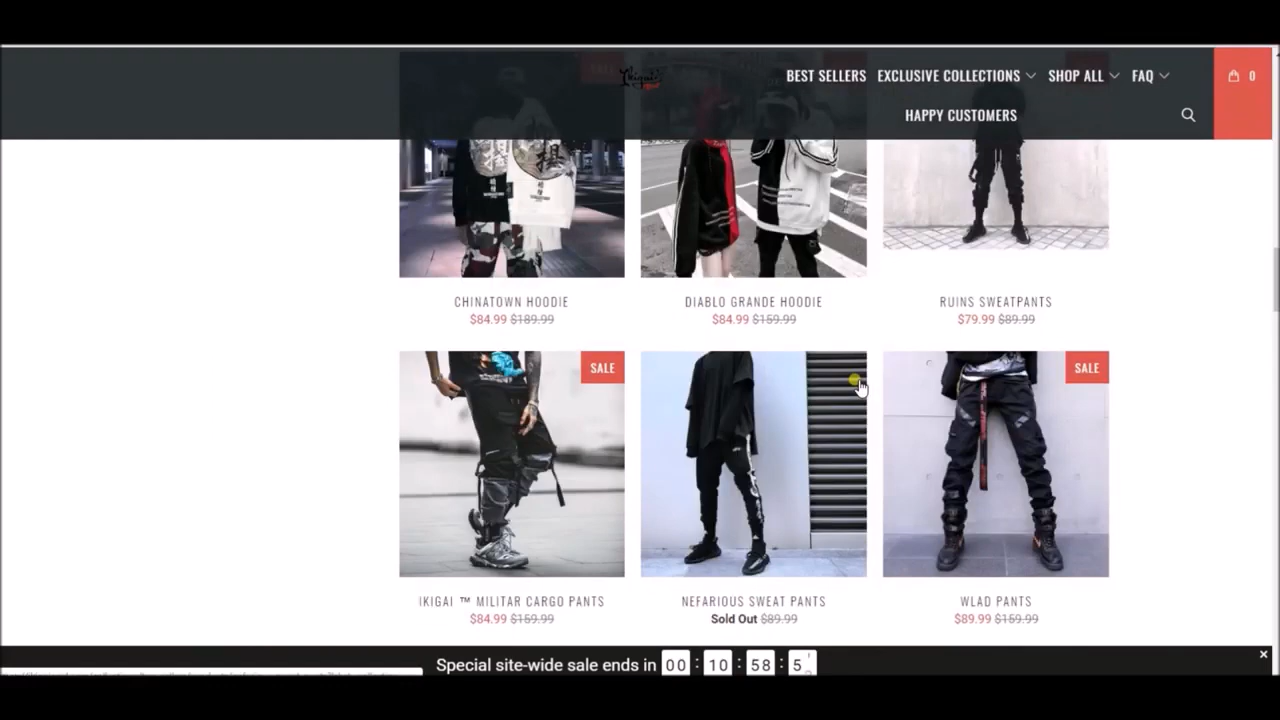 Ikigai
BEST SELLERS EXCLUSIVE COLLECTIONS SHOP ALL FAQ 0
HAPPY CUSTOMERS
CHINATOWN HOODIE
$84.99 $189.99
DIABLO GRANDE HOODIE
$84.99 $159.99
RUINS SWEATPANTS
$79.99 $89.99
SALE
SALE
IKIGAI ™ MILITAR CARGO PANTS
$84.99 $159.99
NEFARIOUS SWEAT PANTS
Sold Out $89.99
WLAD PANTS
$89.99 $159.99
Special site-wide sale ends in 00 : 10 : 58 : 5